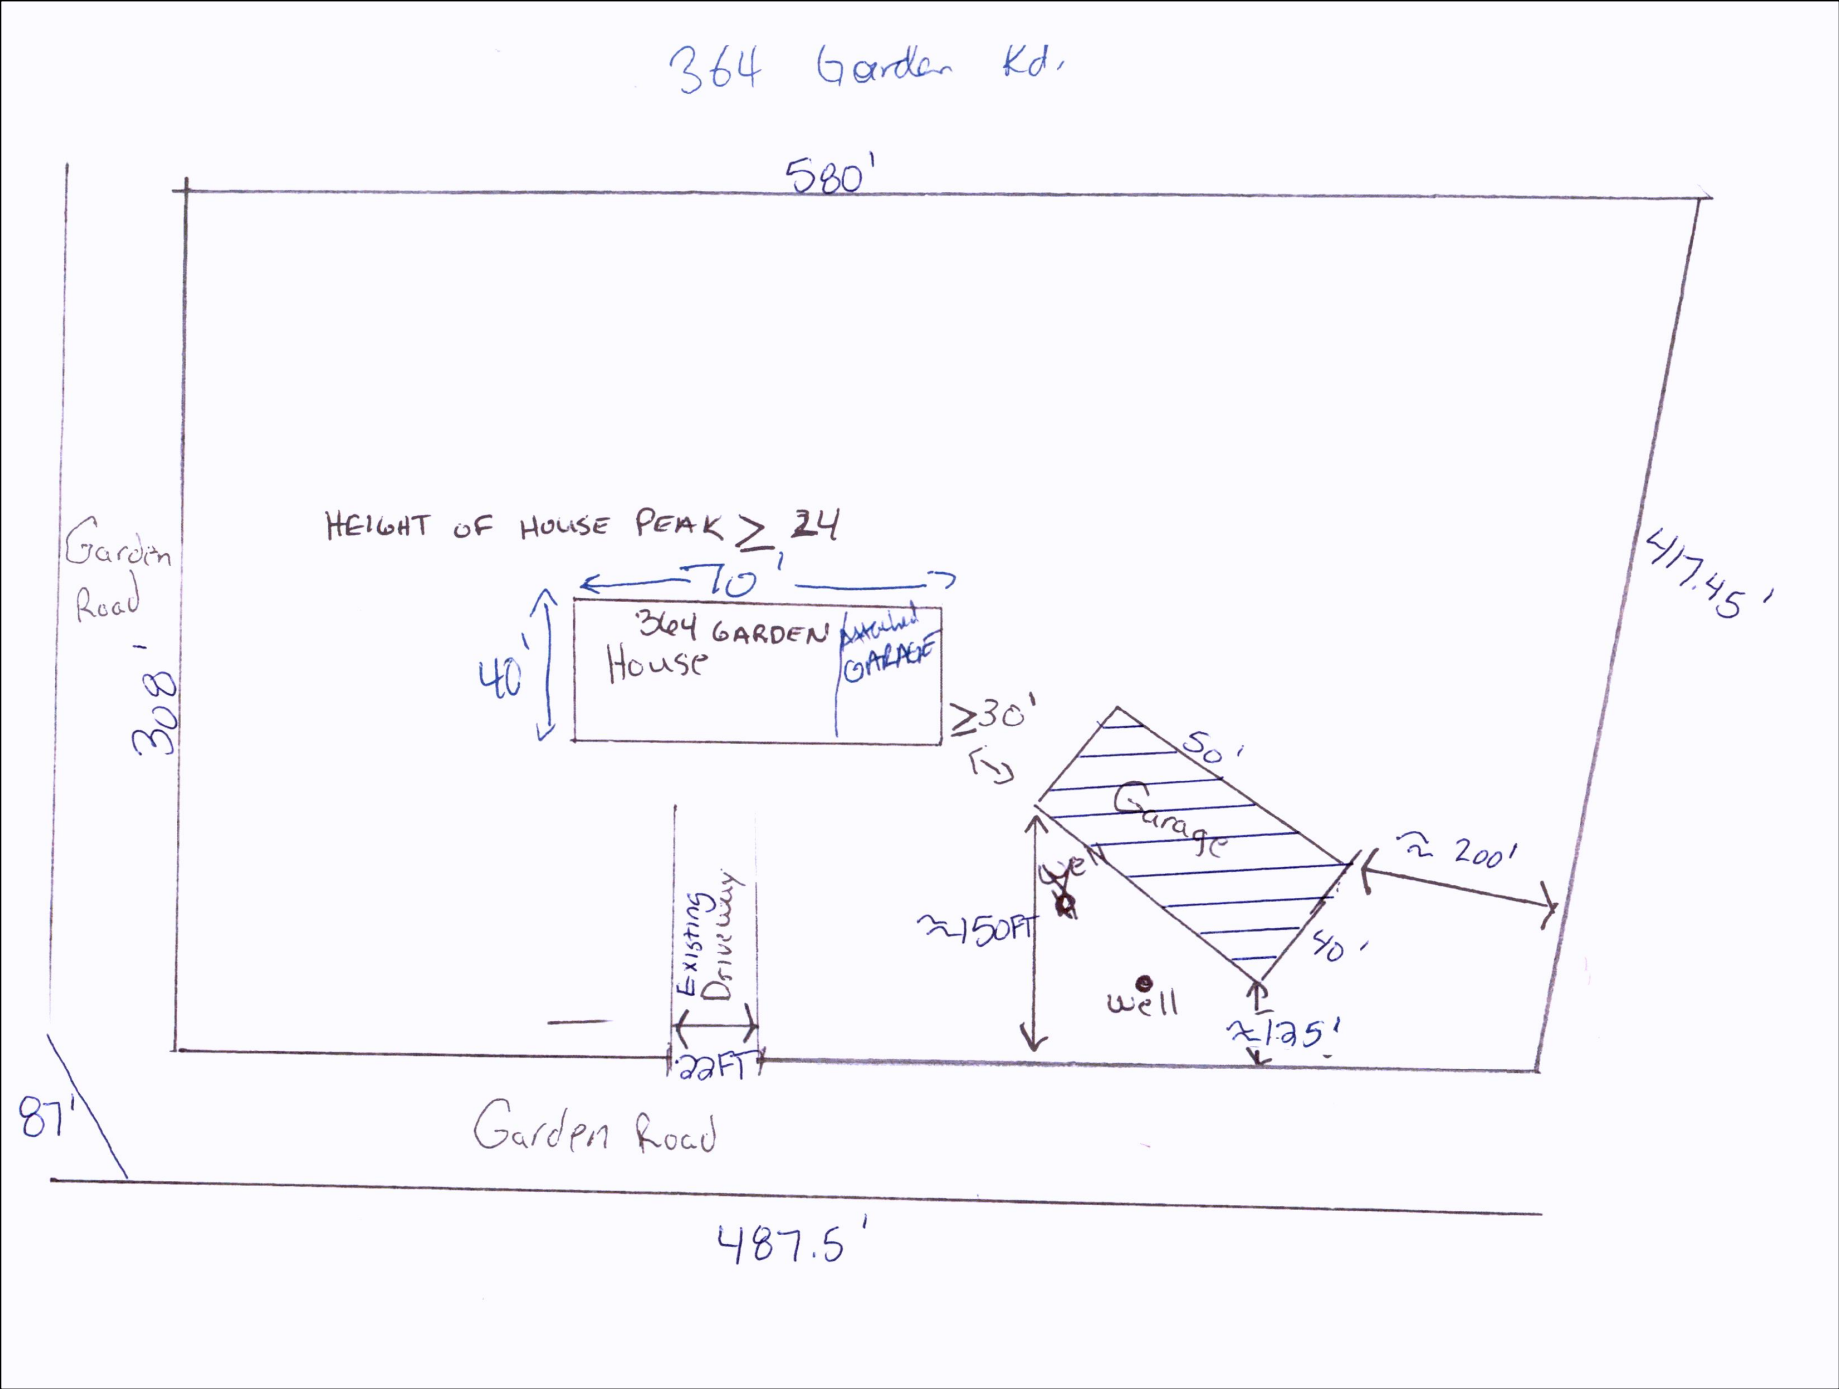 364 Garden Rd.
580'
Garden
Road
308'
417.45'
HEIGHT OF HOUSE PEAK ≥ 24
70'
40'
364 GARDEN
House
Attached
GARAGE
≥30'
50'
Garage
40'
≈ 200'
well
≈150FT
well
≈125'
Existing
Driveway
22FT
87'
Garden Road
487.5'